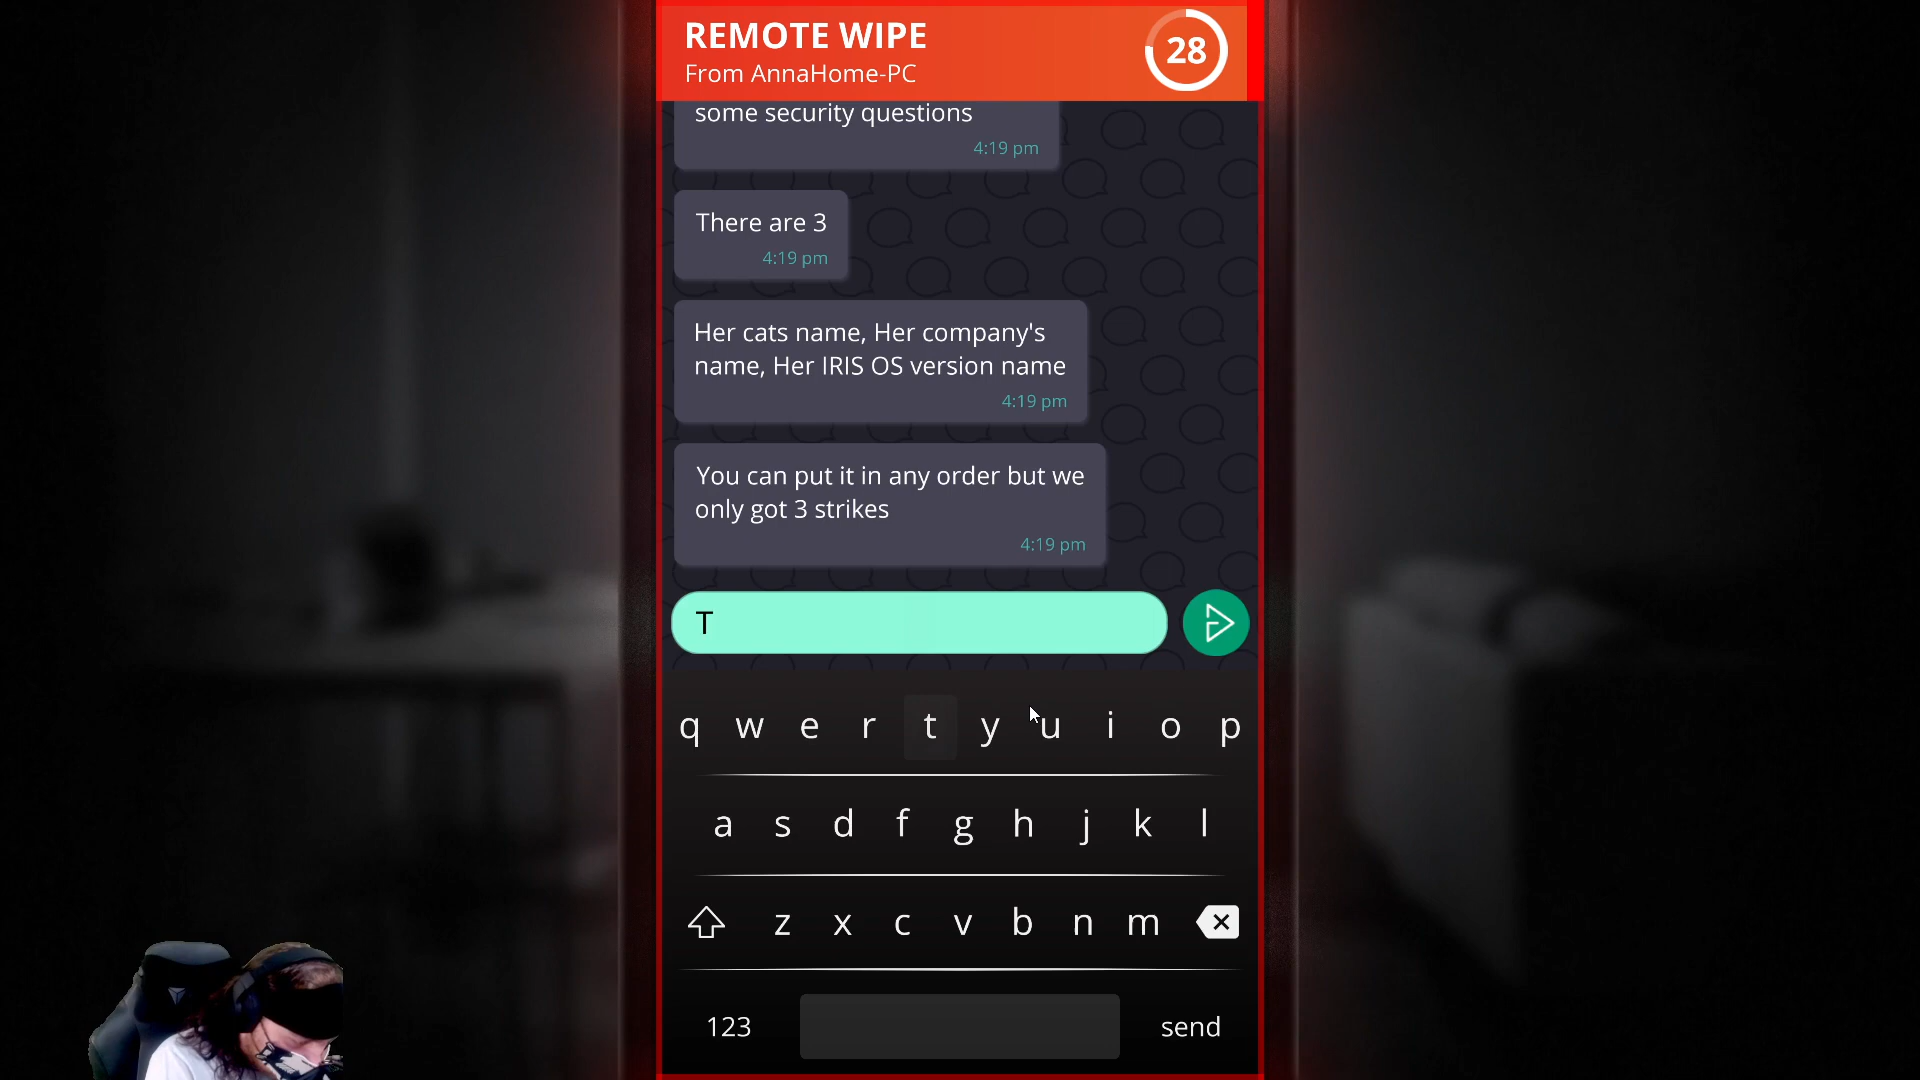 REMOTE WIPE
From AnnaHome-PC
28
some security questions
4:19 pm
There are 3
4:19 pm
Her cats name, Her company's
name, Her IRIS OS version name
4:19 pm
You can put it in any order but we
only got 3 strikes
4:19 pm
T
q w e r t y u i o p
a s d f g h j k l
z x c v b n m
123 send